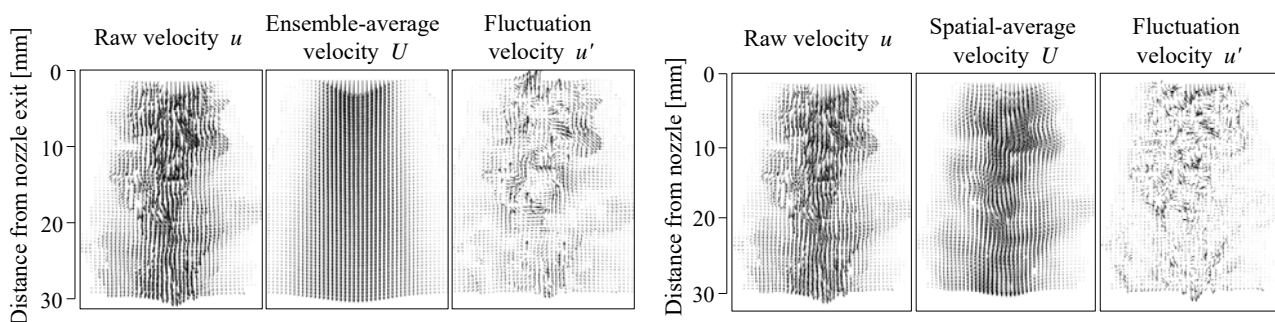 Raw velocity u
Ensemble-average
velocity U
Fluctuation
velocity u'
Distance from nozzle exit [mm]
0
10
20
30
Raw velocity u
Spatial-average
velocity U
Fluctuation
velocity u'
Distance from nozzle [mm]
0
10
20
30